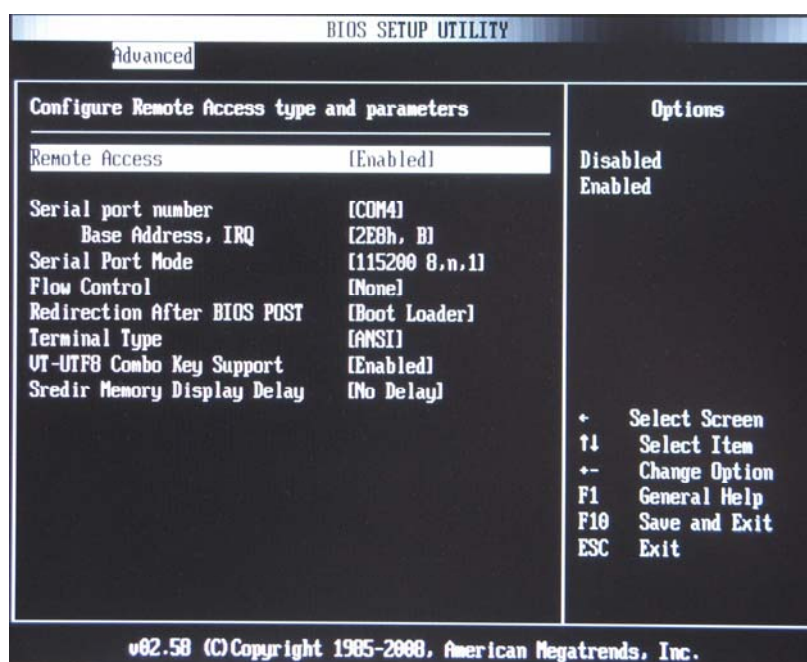 BIOS SETUP UTILITY
Advanced
Configure Remote Access type and parameters
Remote Access [Enabled]
Serial port number [COM4]
Base Address, IRQ [2E8h, B]
Serial Port Mode [115200 8,n,1]
Flow Control [None]
Redirection After BIOS POST [Boot Loader]
Terminal Type [ANSI]
VT-UTF8 Combo Key Support [Enabled]
Sredir Memory Display Delay [No Delay]
Options
Disabled
Enabled
← Select Screen
↑↓ Select Item
+- Change Option
F1 General Help
F10 Save and Exit
ESC Exit
v02.58 (C)Copyright 1985-2008, American Megatrends, Inc.